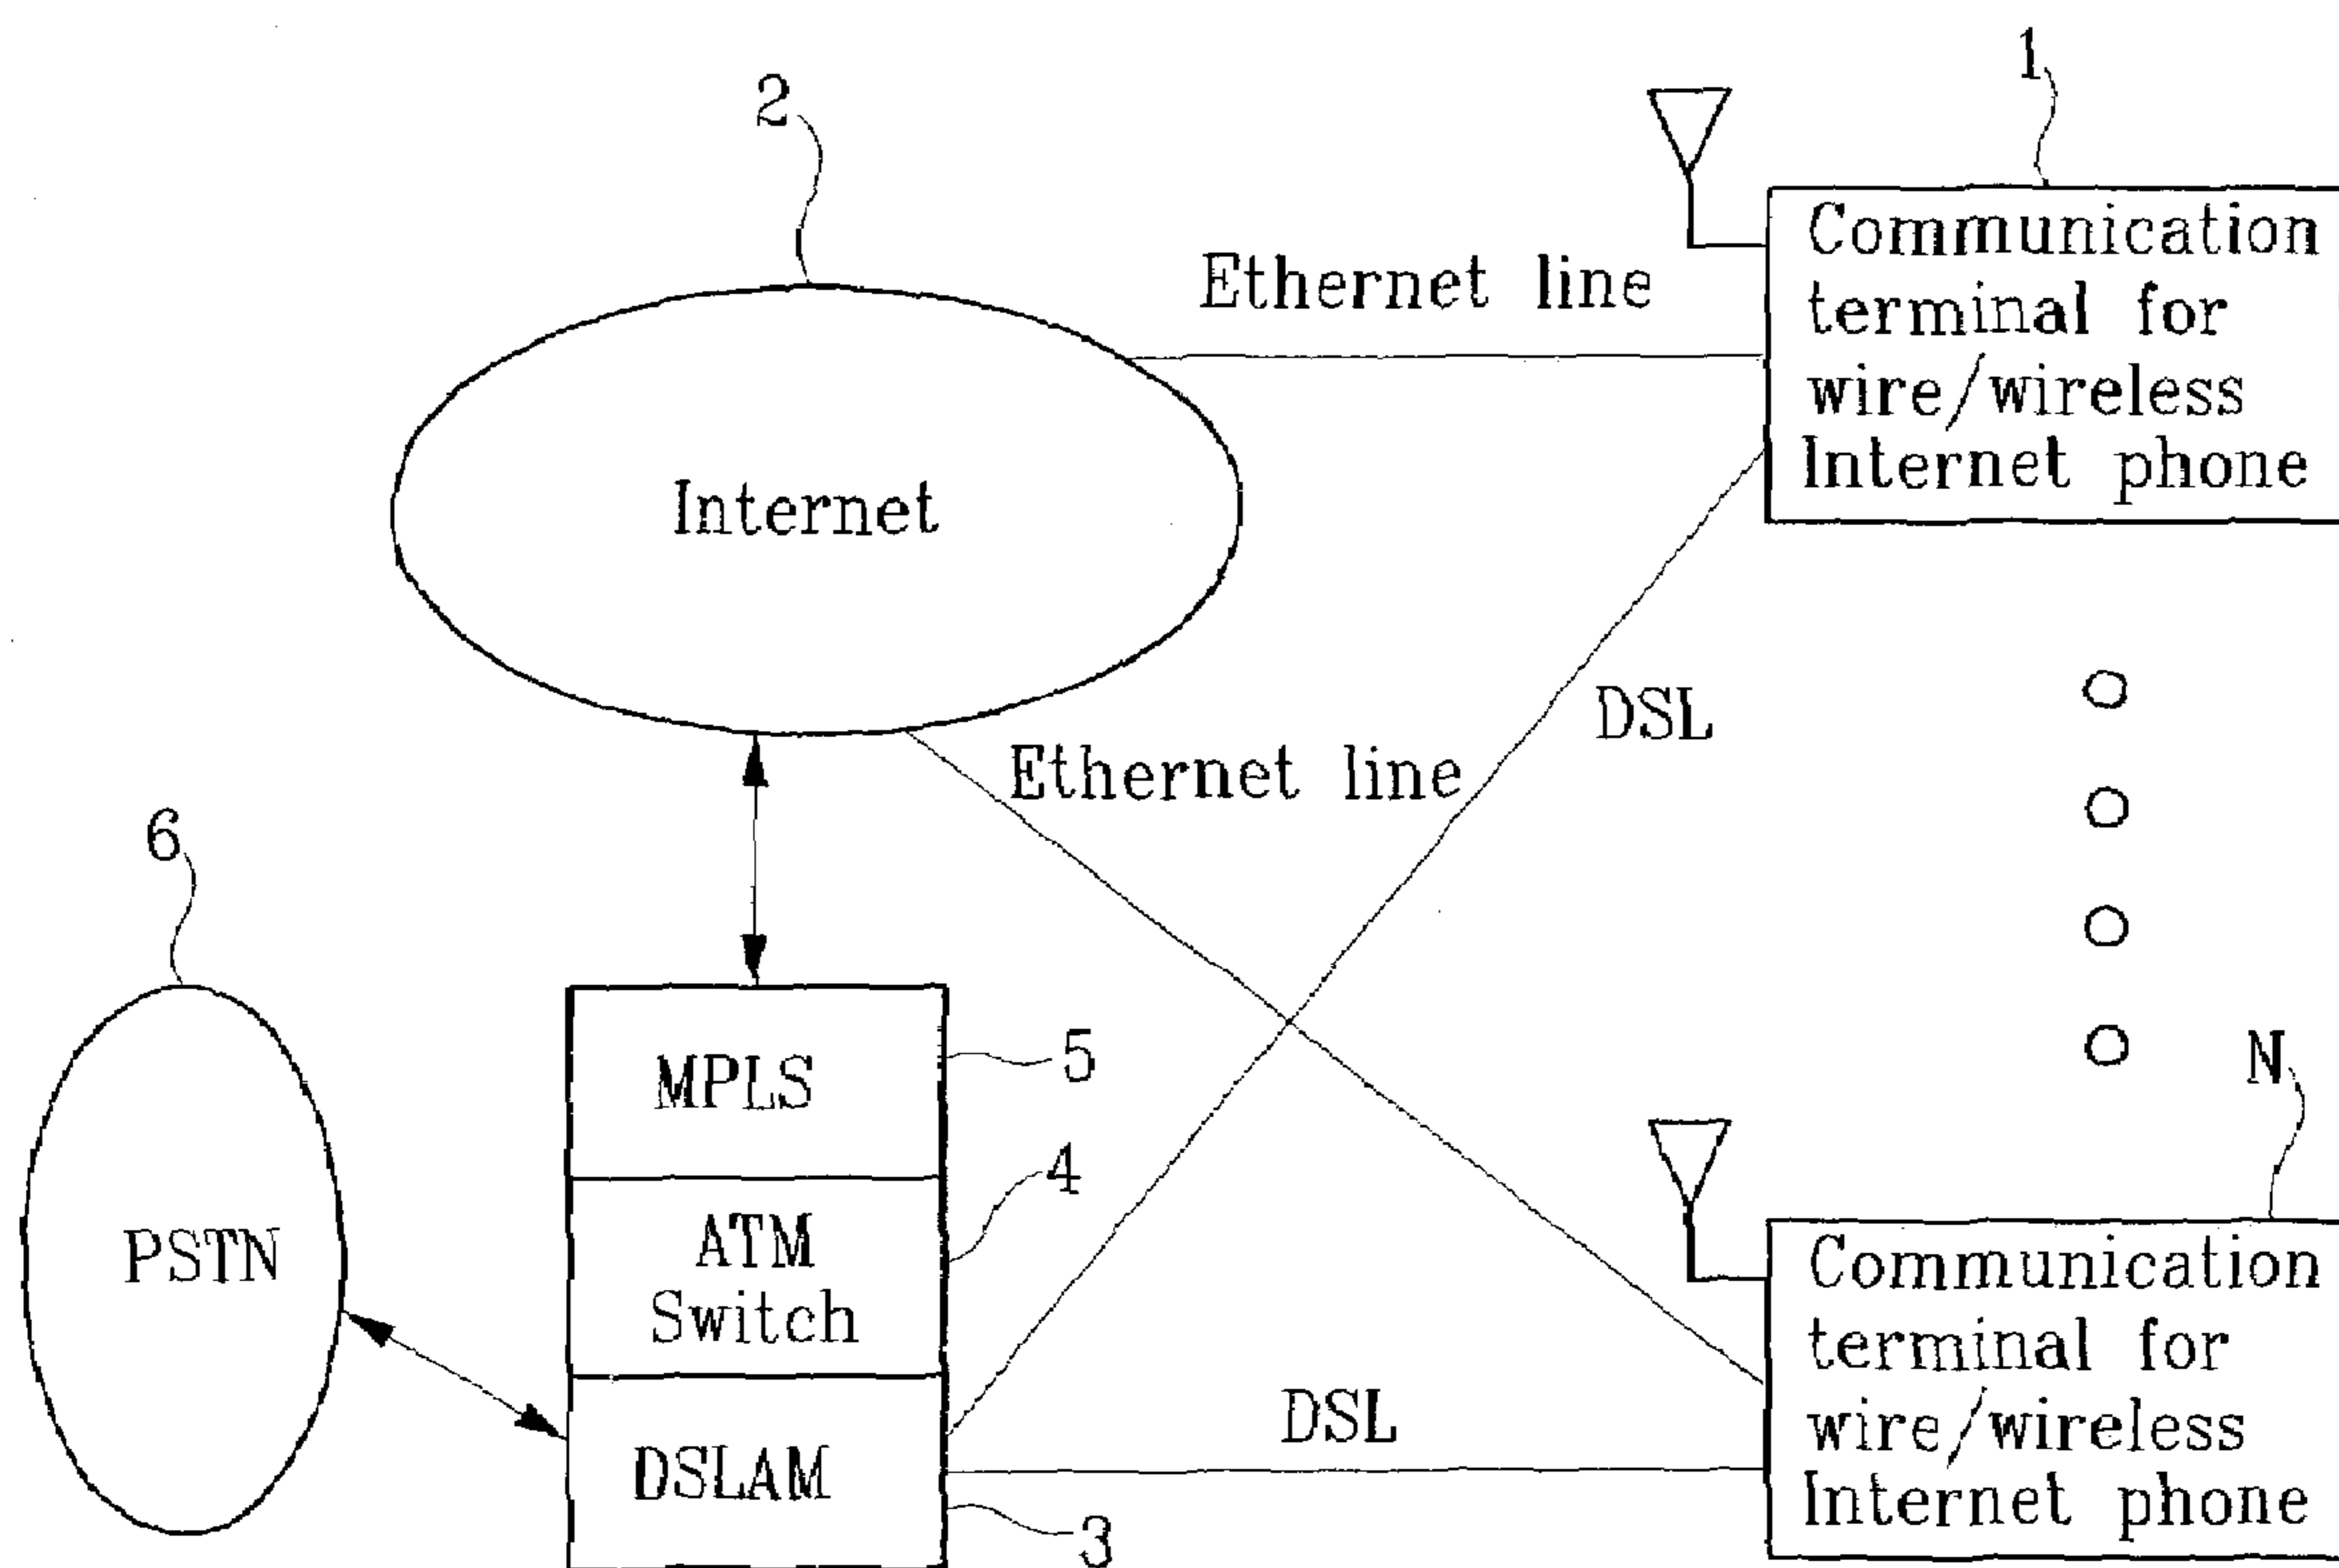 1
2
Communication
terminal for
wire/wireless
Internet phone
Ethernet line
Internet
DSL
Ethernet line
6
N
MPLS
5
4
ATM
Switch
PSTN
Communication
terminal for
wire/wireless
Internet phone
DSL
DSLAM
3